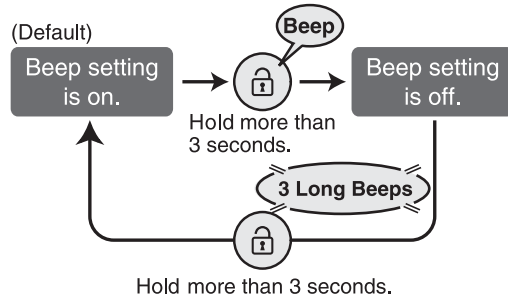 (Default)
Beep setting
is on.
Beep
Hold more than
3 seconds.
Beep setting
is off.
3 Long Beeps
Hold more than 3 seconds.